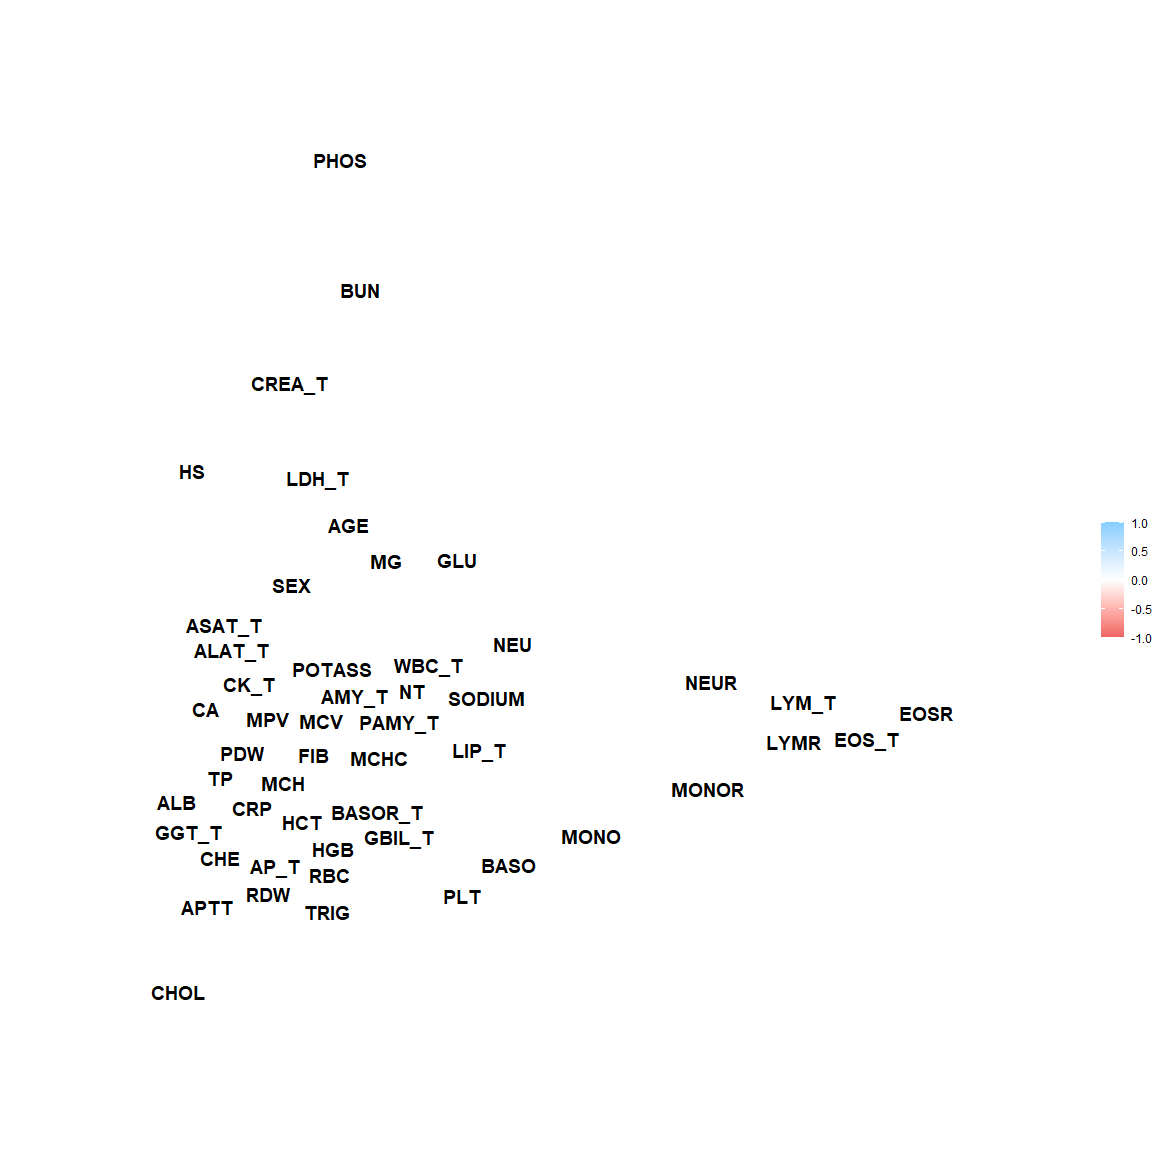 PHOS
BUN
CREA_T
HS
LDH_T
AGE
MG
GLU
SEX
ASAT_T
NEU
ALAT_T
POTASS
WBC_T
CK_T
AMY_T
NT
SODIUM
CA
MPV
MCV
PAMY_T
PDW
FIB
MCHC
LIP_T
TP
MCH
ALB
CRP
HCT
BASOR_T
GGT_T
GBIL_T
CHE
HGB
AP_T
RBC
BASO
RDW
PLT
APTT
TRIG
CHOL
MONO
NEUR
LYM_T
EOSR
LYMR
EOS_T
MONOR
1.0
0.5
0.0
-0.5
-1.0